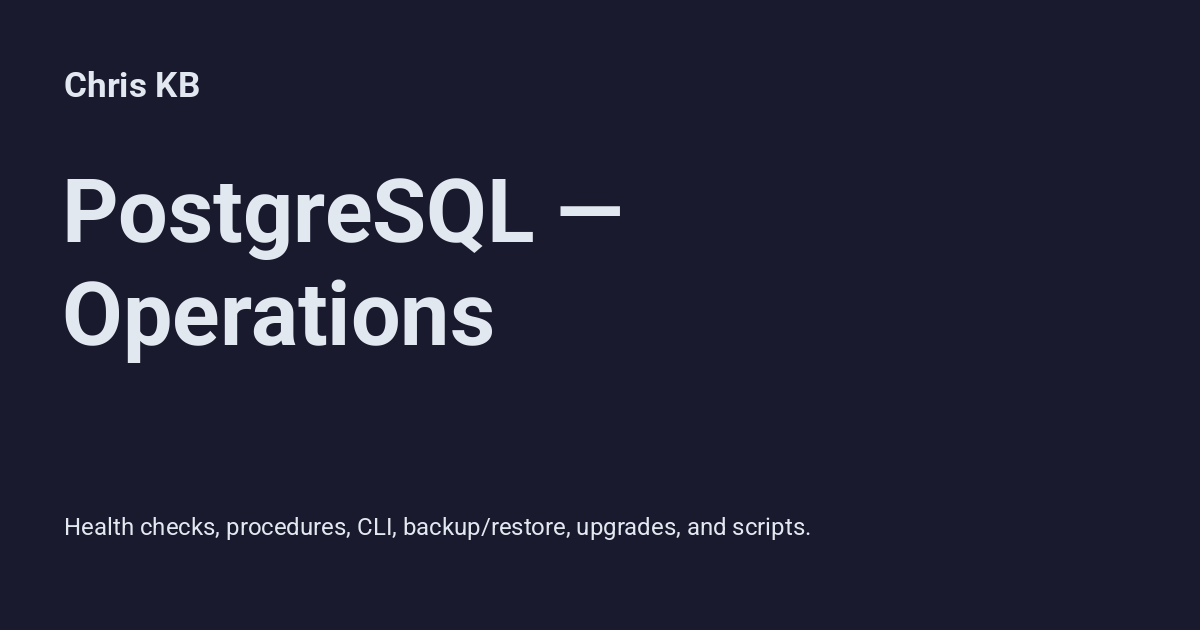 Chris KB
PostgreSQL —
Operations
Health checks, procedures, CLI, backup/restore, upgrades, and scripts.